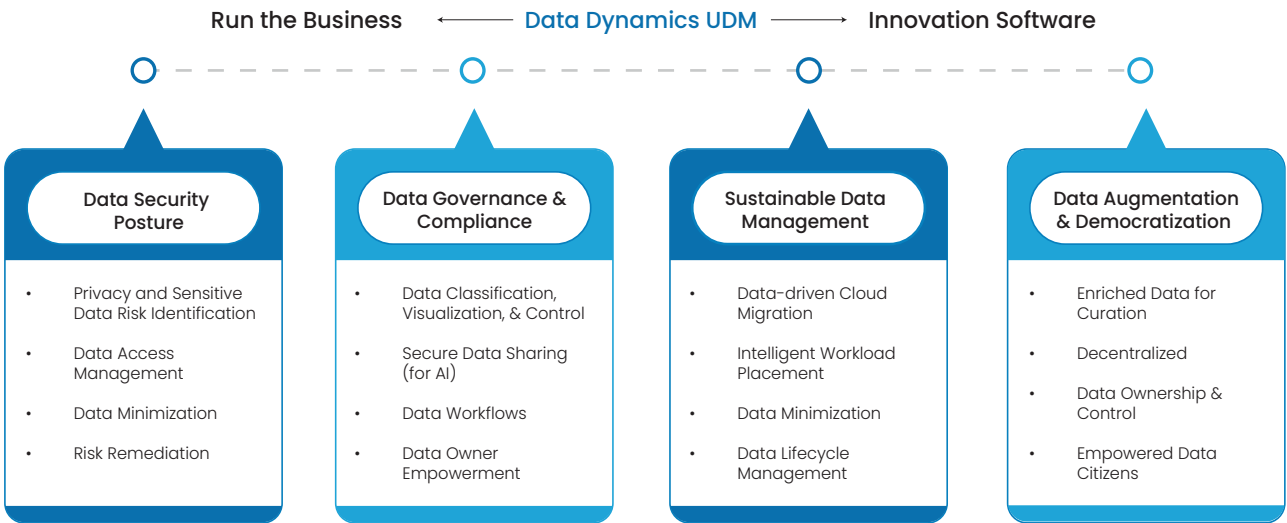 Run the Business
Data Dynamics UDM
Innovation Software
Data Security
Posture
• Privacy and Sensitive
Data Risk Identification
• Data Access
Management
• Data Minimization
• Risk Remediation
Data Governance &
Compliance
• Data Classification,
Visualization, & Control
• Secure Data Sharing
(for AI)
• Data Workflows
• Data Owner
Empowerment
Sustainable Data
Management
• Data-driven Cloud
Migration
• Intelligent Workload
Placement
• Data Minimization
• Data Lifecycle
Management
Data Augmentation
& Democratization
• Enriched Data for
Curation
• Decentralized
• Data Ownership &
Control
• Empowered Data
Citizens